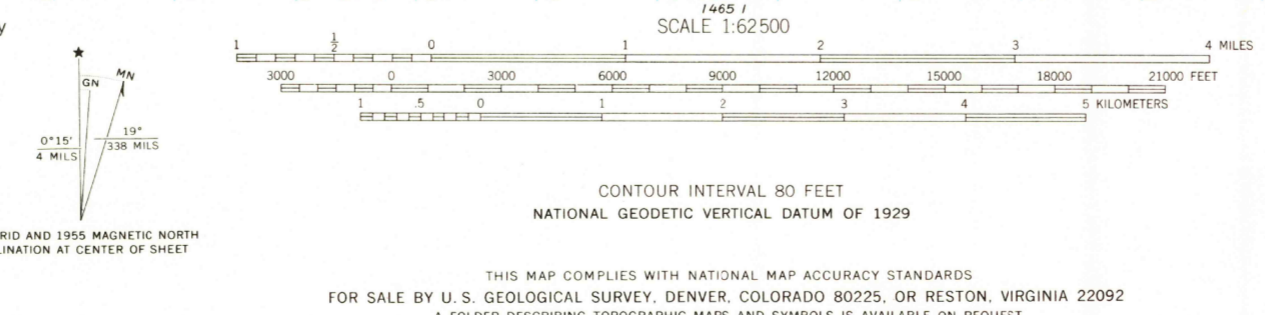 1465 1
SCALE 1:62500
1 1/2 0 1 2 3 4 MILES
3000 0 3000 6000 9000 12000 15000 18000 21000 FEET
1 .5 0 1 2 3 4 5 KILOMETERS
GN MN
0°15' 19°
4 MILS 338 MILS
CONTOUR INTERVAL 80 FEET
NATIONAL GEODETIC VERTICAL DATUM OF 1929
RID AND 1955 MAGNETIC NORTH
LINATION AT CENTER OF SHEET
THIS MAP COMPLIES WITH NATIONAL MAP ACCURACY STANDARDS
FOR SALE BY U. S. GEOLOGICAL SURVEY, DENVER, COLORADO 80225, OR RESTON, VIRGINIA 22092
A FOLDER DESCRIBING TOPOGRAPHIC MAPS AND SYMBOLS IS AVAILABLE ON REQUEST